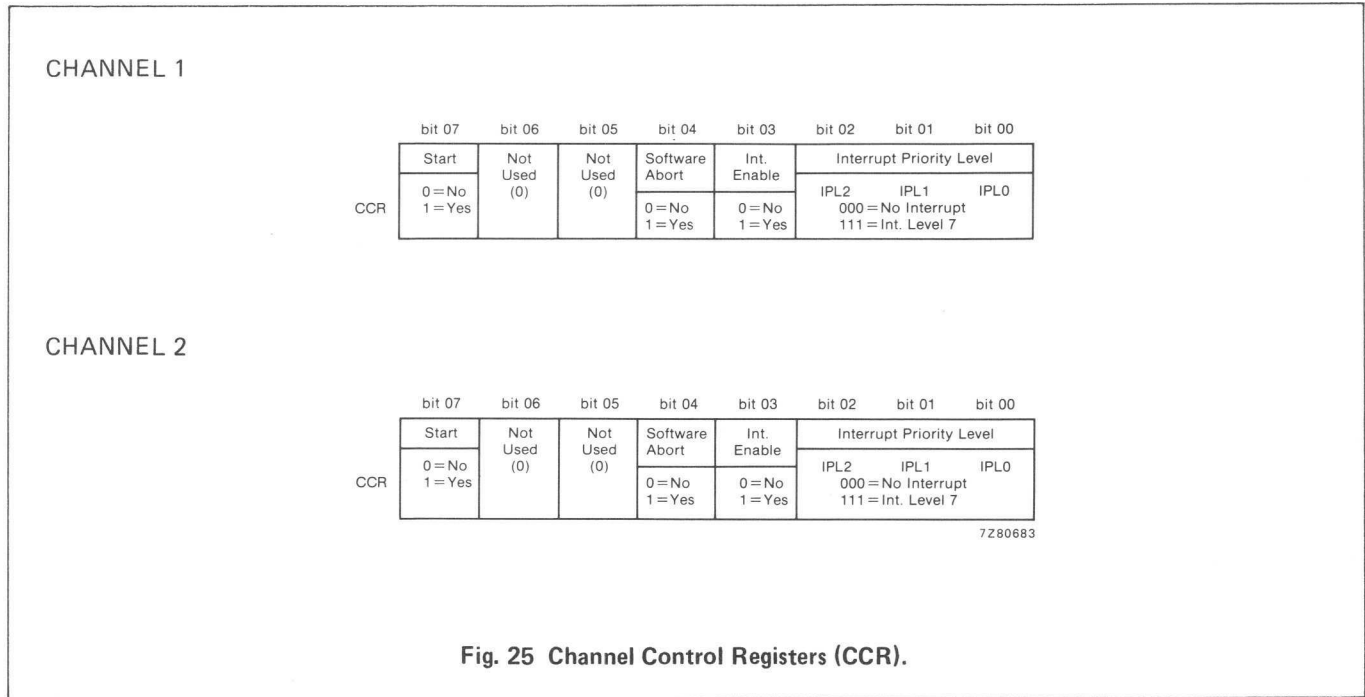 CHANNEL 1
bit 07 bit 06 bit 05 bit 04 bit 03 bit 02 bit 01 bit 00
Start Not Used (0) Not Used (0) Software Abort Int. Enable Interrupt Priority Level
IPL2 IPL1 IPL0
CCR 0=No 1=Yes 0=No 1=Yes 0=No 1=Yes 000=No Interrupt 111=Int. Level 7
CHANNEL 2
bit 07 bit 06 bit 05 bit 04 bit 03 bit 02 bit 01 bit 00
Start Not Used (0) Not Used (0) Software Abort Int. Enable Interrupt Priority Level
IPL2 IPL1 IPL0
CCR 0=No 1=Yes 0=No 1=Yes 0=No 1=Yes 000=No Interrupt 111=Int. Level 7
7Z80683
Fig. 25 Channel Control Registers (CCR).